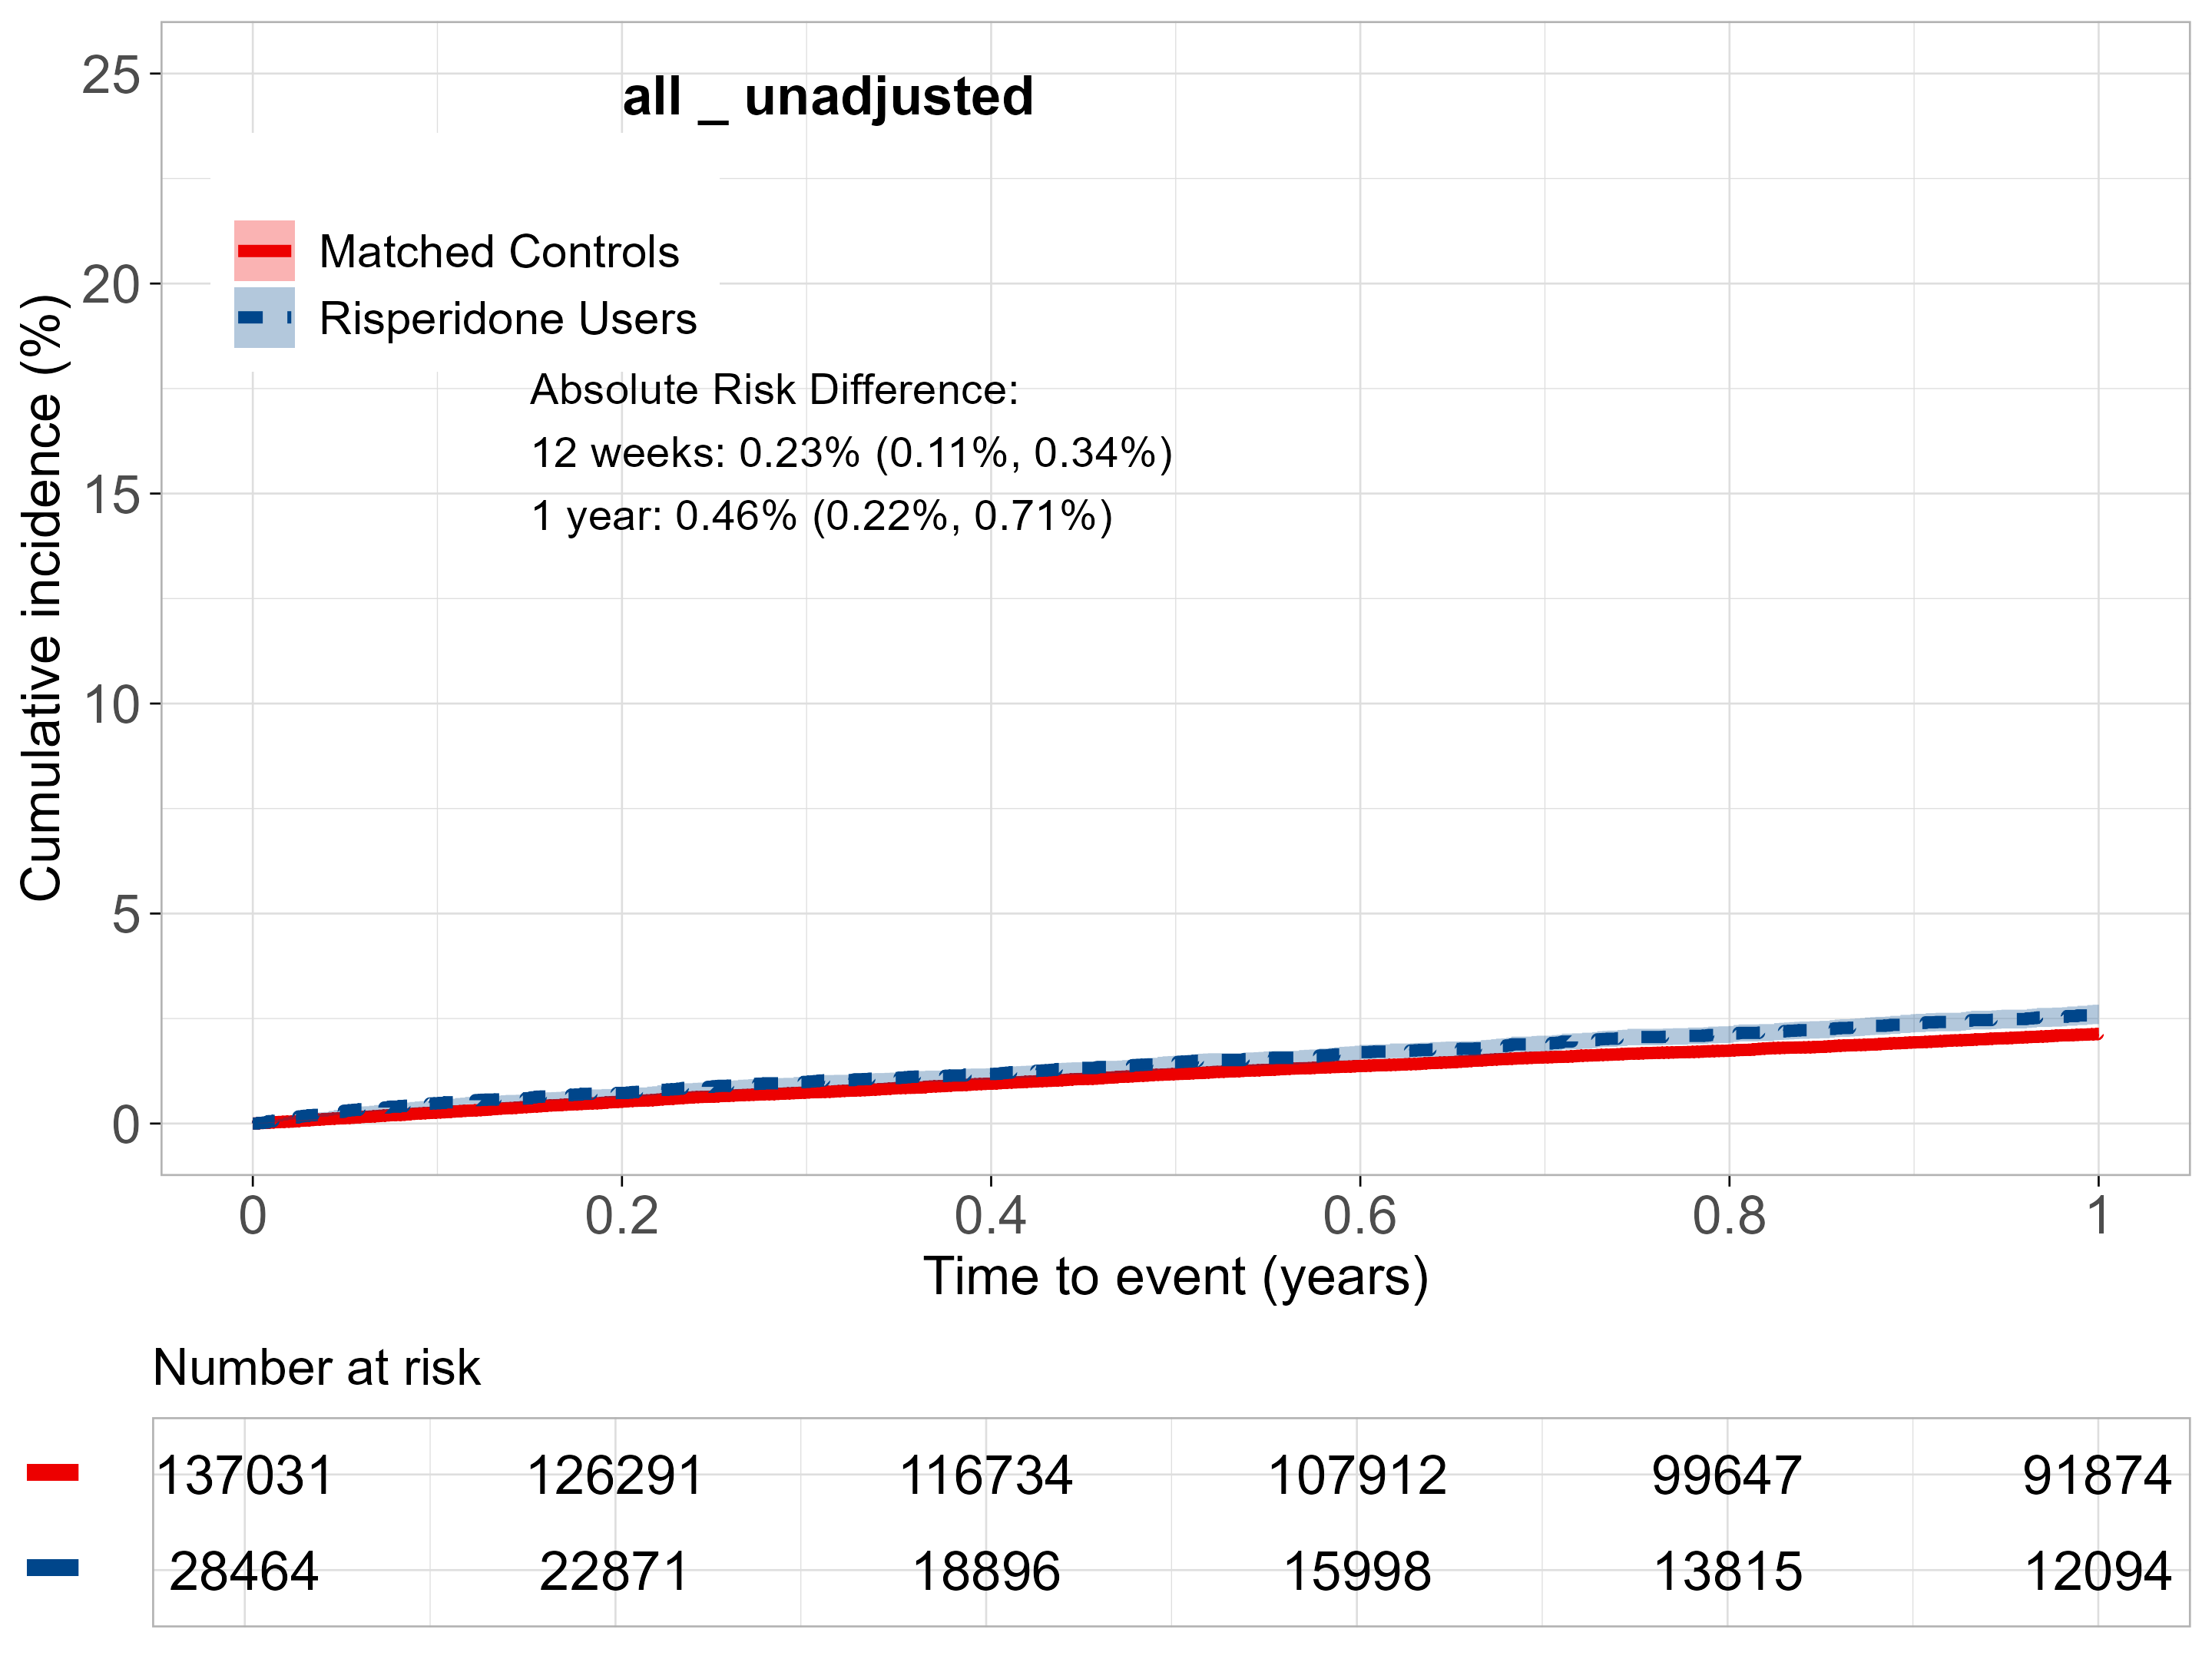 all _ unadjusted
25
20
15
10
5
0
Cumulative incidence (%)
Matched Controls
Risperidone Users
Absolute Risk Difference:
12 weeks: 0.23% (0.11%, 0.34%)
1 year: 0.46% (0.22%, 0.71%)
0 0.2 0.4 0.6 0.8 1
Time to event (years)
Number at risk
137031 126291 116734 107912 99647 91874
28464 22871 18896 15998 13815 12094